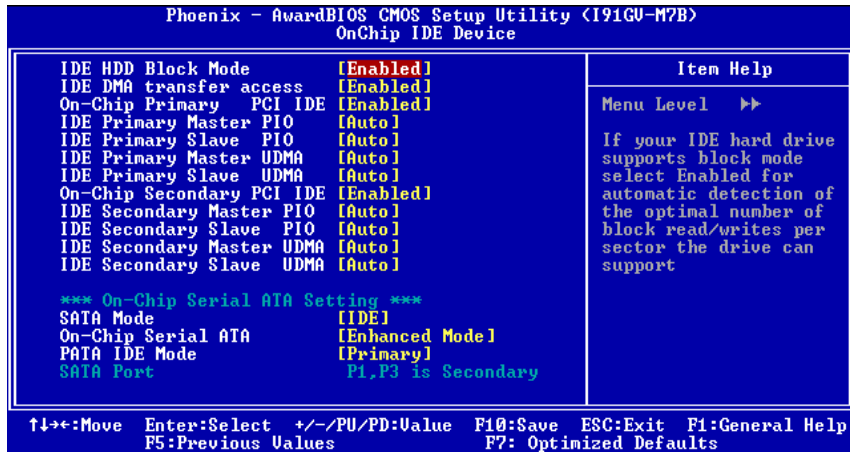 Phoenix - AwardBIOS CMOS Setup Utility (I91GV-M7B)
OnChip IDE Device
IDE HDD Block Mode [Enabled]
IDE DMA transfer access [Enabled]
On-Chip Primary PCI IDE [Enabled]
IDE Primary Master PIO [Auto]
IDE Primary Slave PIO [Auto]
IDE Primary Master UDMA [Auto]
IDE Primary Slave UDMA [Auto]
On-Chip Secondary PCI IDE [Enabled]
IDE Secondary Master PIO [Auto]
IDE Secondary Slave PIO [Auto]
IDE Secondary Master UDMA [Auto]
IDE Secondary Slave UDMA [Auto]
*** On-Chip Serial ATA Setting ***
SATA Mode [IDE]
On-Chip Serial ATA [Enhanced Mode]
PATA IDE Mode [Primary]
SATA Port P1,P3 is Secondary
Item Help
Menu Level ▸▸
If your IDE hard drive
supports block mode
select Enabled for
automatic detection of
the optimal number of
block read/writes per
sector the drive can
support
↑↓→←:Move Enter:Select +/-/PU/PD:Value F10:Save ESC:Exit F1:General Help
F5:Previous Values F7: Optimized Defaults